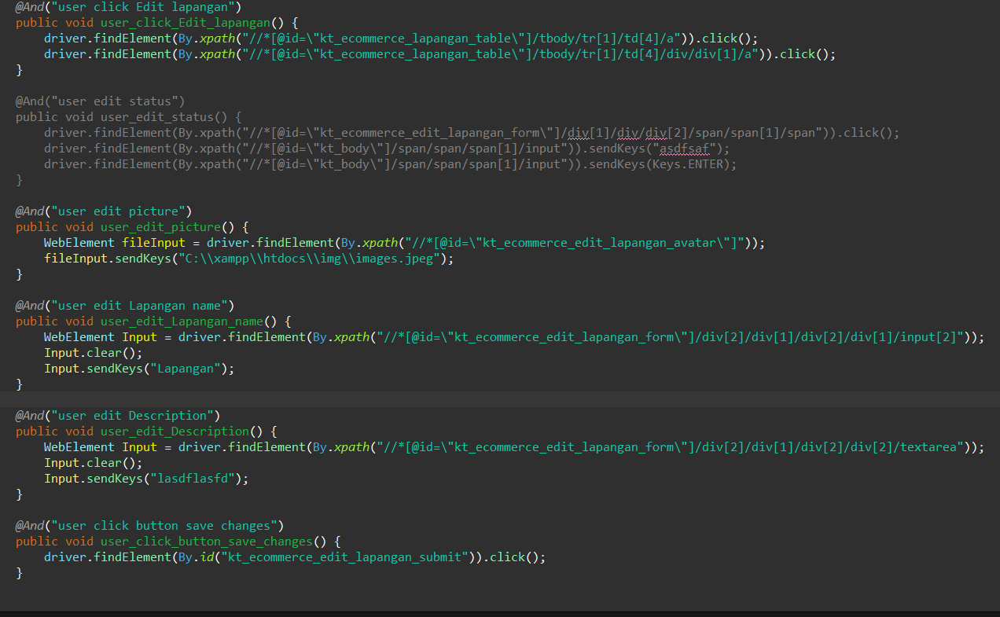 @And("user click Edit lapangan")
public void user_click_Edit_lapangan() {
    driver.findElement(By.xpath("//*[@id=\"kt_ecommerce_lapangan_table\"]/tbody/tr[1]/td[4]/a")).click();
    driver.findElement(By.xpath("//*[@id=\"kt_ecommerce_lapangan_table\"]/tbody/tr[1]/td[4]/div/div[1]/a")).click();
}

@And("user edit status")
public void user_edit_status() {
    driver.findElement(By.xpath("//*[@id=\"kt_ecommerce_edit_lapangan_form\"]/div[1]/div/div[2]/span/span[1]/span")).click();
    driver.findElement(By.xpath("//*[@id=\"kt_body\"]/span/span/span[1]/input")).sendKeys("asdfsaf");
    driver.findElement(By.xpath("//*[@id=\"kt_body\"]/span/span/span[1]/input")).sendKeys(Keys.ENTER);
}

@And("user edit picture")
public void user_edit_picture() {
    WebElement fileInput = driver.findElement(By.xpath("//*[@id=\"kt_ecommerce_edit_lapangan_avatar\"]"));
    fileInput.sendKeys("C:\\xampp\\htdocs\\img\\images.jpeg");
}

@And("user edit Lapangan name")
public void user_edit_Lapangan_name() {
    WebElement Input = driver.findElement(By.xpath("//*[@id=\"kt_ecommerce_edit_lapangan_form\"]/div[2]/div[1]/div[2]/div[1]/input[2]"));
    Input.clear();
    Input.sendKeys("Lapangan");
}

@And("user edit Description")
public void user_edit_Description() {
    WebElement Input = driver.findElement(By.xpath("//*[@id=\"kt_ecommerce_edit_lapangan_form\"]/div[2]/div[1]/div[2]/div[2]/textarea"));
    Input.clear();
    Input.sendKeys("lasdflasfd");
}

@And("user click button save changes")
public void user_click_button_save_changes() {
    driver.findElement(By.id("kt_ecommerce_edit_lapangan_submit")).click();
}